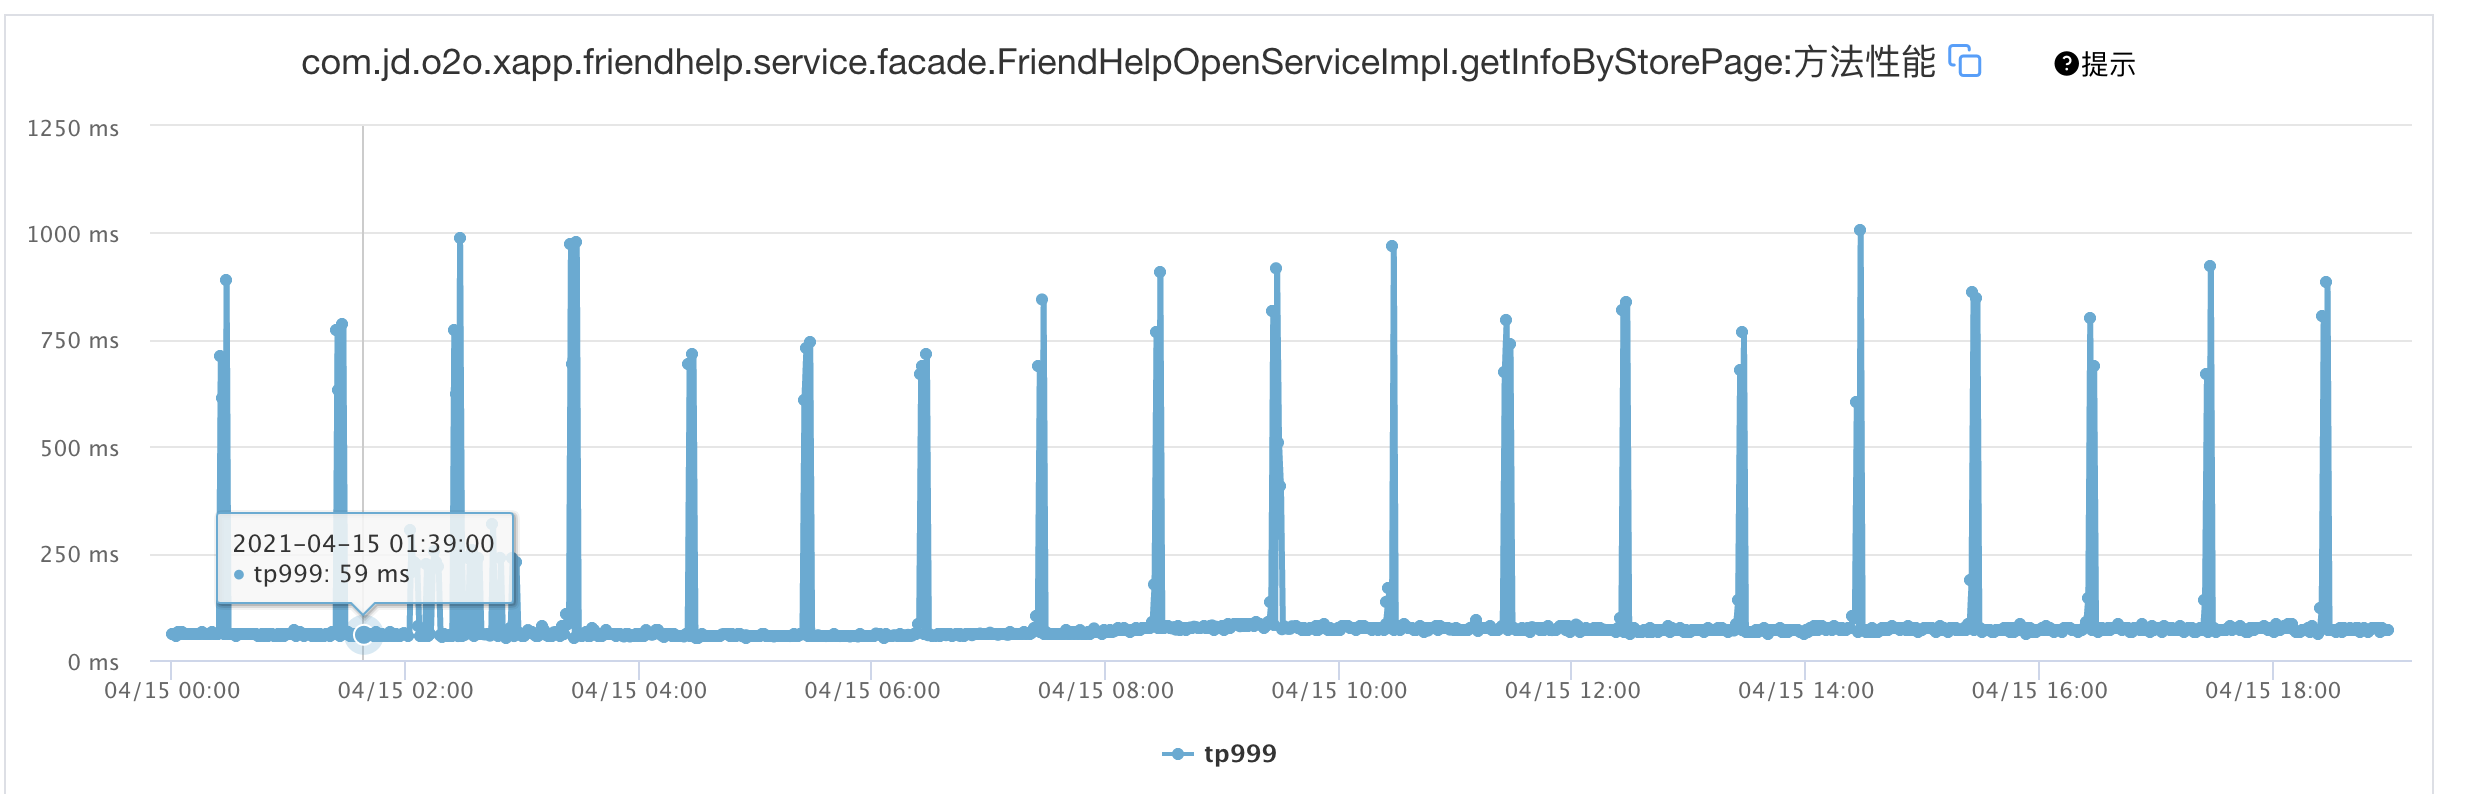 com.jd.o2o.xapp.friendhelp.service.facade.FriendHelpOpenServiceImpl.getInfoByStorePage:方法性能 ?提示
1250 ms
1000 ms
750 ms
500 ms
250 ms
0 ms
2021-04-15 01:39:00
tp999: 59 ms
04/15 00:00 04/15 02:00 04/15 04:00 04/15 06:00 04/15 08:00 04/15 10:00 04/15 12:00 04/15 14:00 04/15 16:00 04/15 18:00
tp999